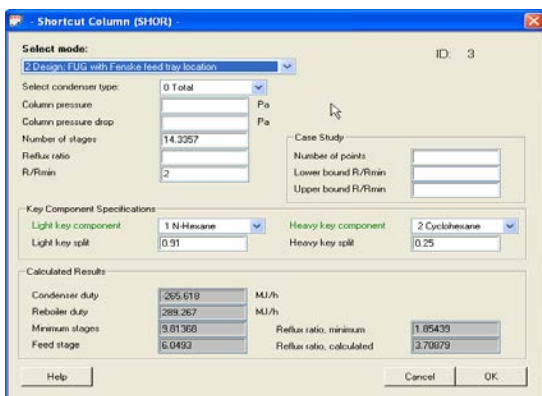 - Shortcut Column (SHOR) -
Select mode:
ID: 3
2 Design; FUG with Fenske feed tray location
Select condenser type: 0 Total
Column pressure Pa
Column pressure drop Pa
Number of stages 14.3357
Reflux ratio
R/Rmin 2
Case Study
Number of points
Lower bound R/Rmin
Upper bound R/Rmin
Key Component Specifications
Light key component 1 N-Hexane Heavy key component 2 Cyclohexane
Light key split 0.91 Heavy key split 0.25
Calculated Results
Condenser duty -265.618 MJ/h
Reboiler duty 289.267 MJ/h
Minimum stages 9.81368 Reflux ratio, minimum 1.85439
Feed stage 6.0493 Reflux ratio, calculated 3.70879
Help Cancel OK